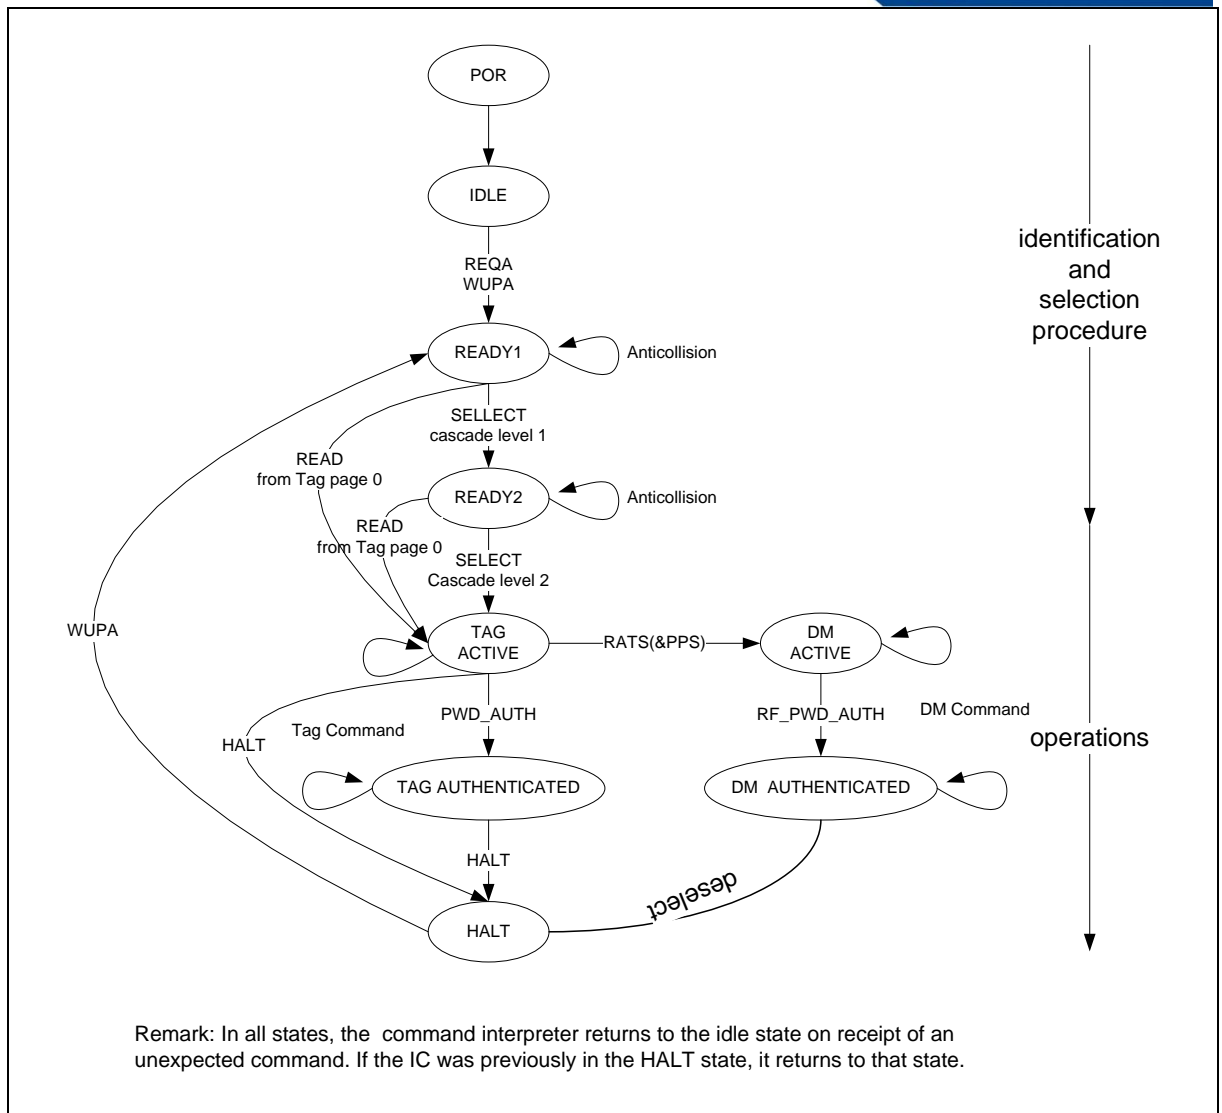 POR
IDLE
REQA
WUPA
identification
and
selection
procedure
READY1
Anticollision
SELLECT
cascade level 1
READ
from Tag page 0
READY2
Anticollision
READ
from Tag page 0
SELECT
Cascade level 2
WUPA
TAG
ACTIVE
RATS(&PPS)
DM
ACTIVE
PWD_AUTH
RF_PWD_AUTH
DM Command
Tag Command
HALT
operations
TAG AUTHENTICATED
DM AUTHENTICATED
HALT
deselect
HALT
Remark: In all states, the command interpreter returns to the idle state on receipt of an
unexpected command. If the IC was previously in the HALT state, it returns to that state.